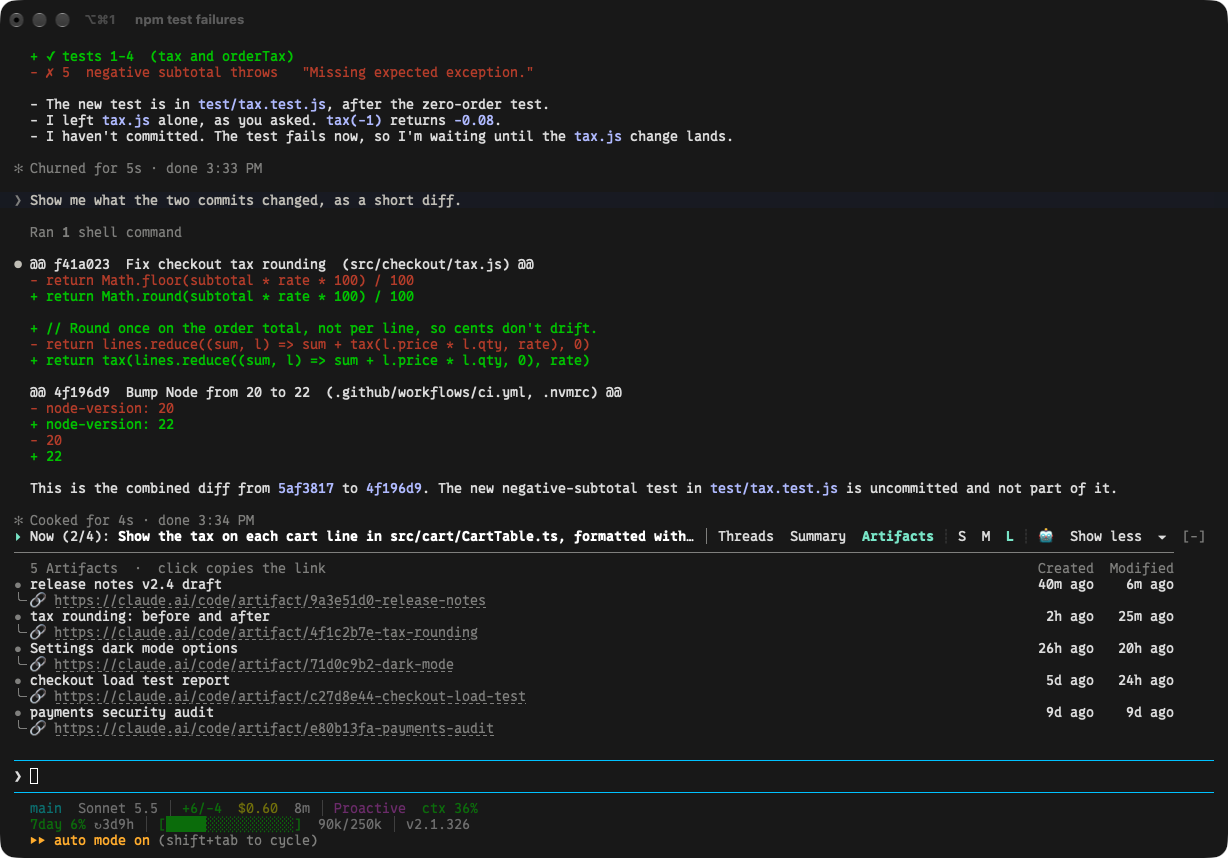 ⌥⌘1 npm test failures
+ ✓ tests 1-4 (tax and orderTax)
- ✗ 5 negative subtotal throws "Missing expected exception."
- The new test is in test/tax.test.js, after the zero-order test.
- I left tax.js alone, as you asked. tax(-1) returns -0.08.
- I haven't committed. The test fails now, so I'm waiting until the tax.js change lands.
✻ Churned for 5s · done 3:33 PM
❯ Show me what the two commits changed, as a short diff.
Ran 1 shell command
● @@ f41a023 Fix checkout tax rounding (src/checkout/tax.js) @@
- return Math.floor(subtotal * rate * 100) / 100
+ return Math.round(subtotal * rate * 100) / 100
+ // Round once on the order total, not per line, so cents don't drift.
- return lines.reduce((sum, l) => sum + tax(l.price * l.qty, rate), 0)
+ return tax(lines.reduce((sum, l) => sum + l.price * l.qty, 0), rate)
@@ 4f196d9 Bump Node from 20 to 22 (.github/workflows/ci.yml, .nvmrc) @@
- node-version: 20
+ node-version: 22
- 20
+ 22
This is the combined diff from 5af3817 to 4f196d9. The new negative-subtotal test in test/tax.test.js is uncommitted and not part of it.
✻ Cooked for 4s · done 3:34 PM
▸ Now (2/4): Show the tax on each cart line in src/cart/CartTable.ts, formatted with… │ Threads Summary Artifacts │ S M L │ Show less ▾ [-]
5 Artifacts · click copies the link Created Modified
● release notes v2.4 draft 40m ago 6m ago
https://claude.ai/code/artifact/9a3e51d0-release-notes
● tax rounding: before and after 2h ago 25m ago
https://claude.ai/code/artifact/4f1c2b7e-tax-rounding
● Settings dark mode options 26h ago 20h ago
https://claude.ai/code/artifact/71d0c9b2-dark-mode
● checkout load test report 5d ago 24h ago
https://claude.ai/code/artifact/c27d8e44-checkout-load-test
● payments security audit 9d ago 9d ago
https://claude.ai/code/artifact/e80b13fa-payments-audit
❯
main Sonnet 5.5 │ +6/-4 $0.60 8m │ Proactive ctx 36%
7day 6% ↻3d9h │ [ ] 90k/250k │ v2.1.326
▸▸ auto mode on (shift+tab to cycle)